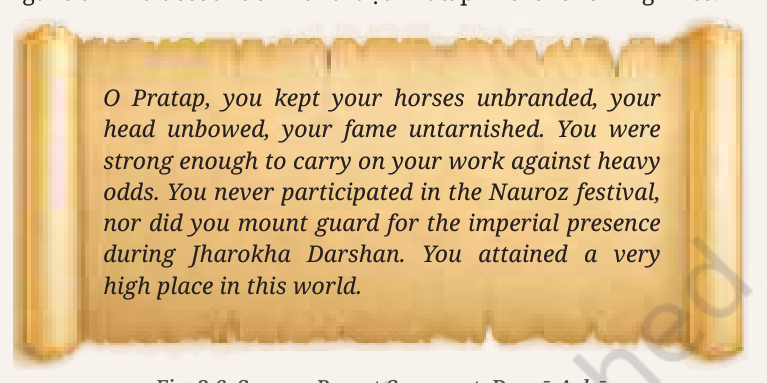 O Pratap, you kept your horses unbranded, your
head unbowed, your fame untarnished. You were
strong enough to carry on your work against heavy
odds. You never participated in the Nauroz festival,
nor did you mount guard for the imperial presence
during Jharokha Darshan. You attained a very
high place in this world.